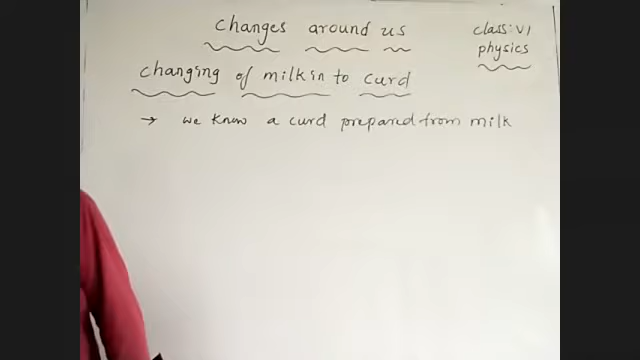 changes around us
class: VI
physics
changing of milk in to curd
→ we know a curd prepared from milk